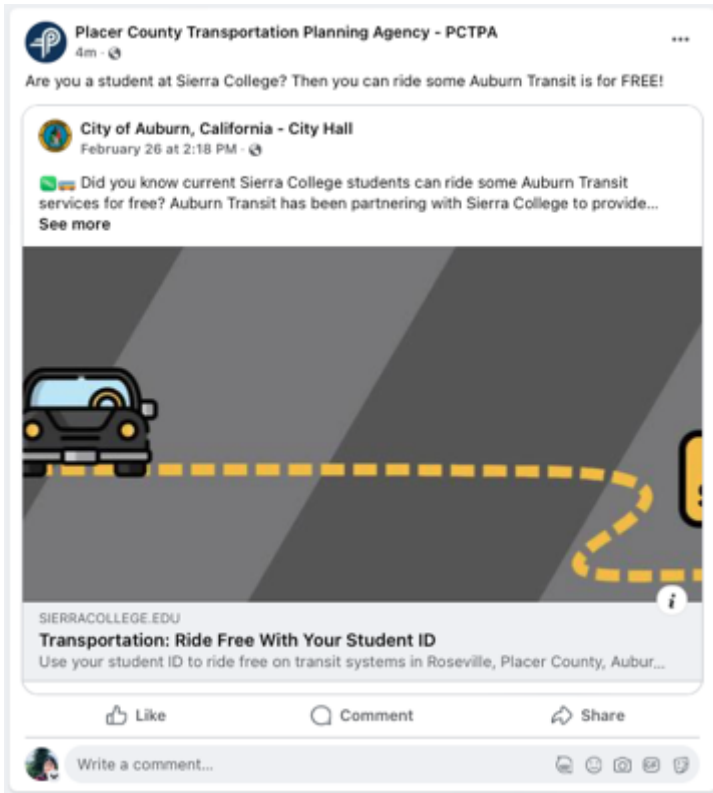 Placer County Transportation Planning Agency - PCTPA
4m ·
Are you a student at Sierra College? Then you can ride some Auburn Transit is for FREE!
City of Auburn, California - City Hall
February 26 at 2:18 PM ·
Did you know current Sierra College students can ride some Auburn Transit
services for free? Auburn Transit has been partnering with Sierra College to provide...
See more
i
SIERRACOLLEGE.EDU
Transportation: Ride Free With Your Student ID
Use your student ID to ride free on transit systems in Roseville, Placer County, Aubur...
Like Comment Share
Write a comment...